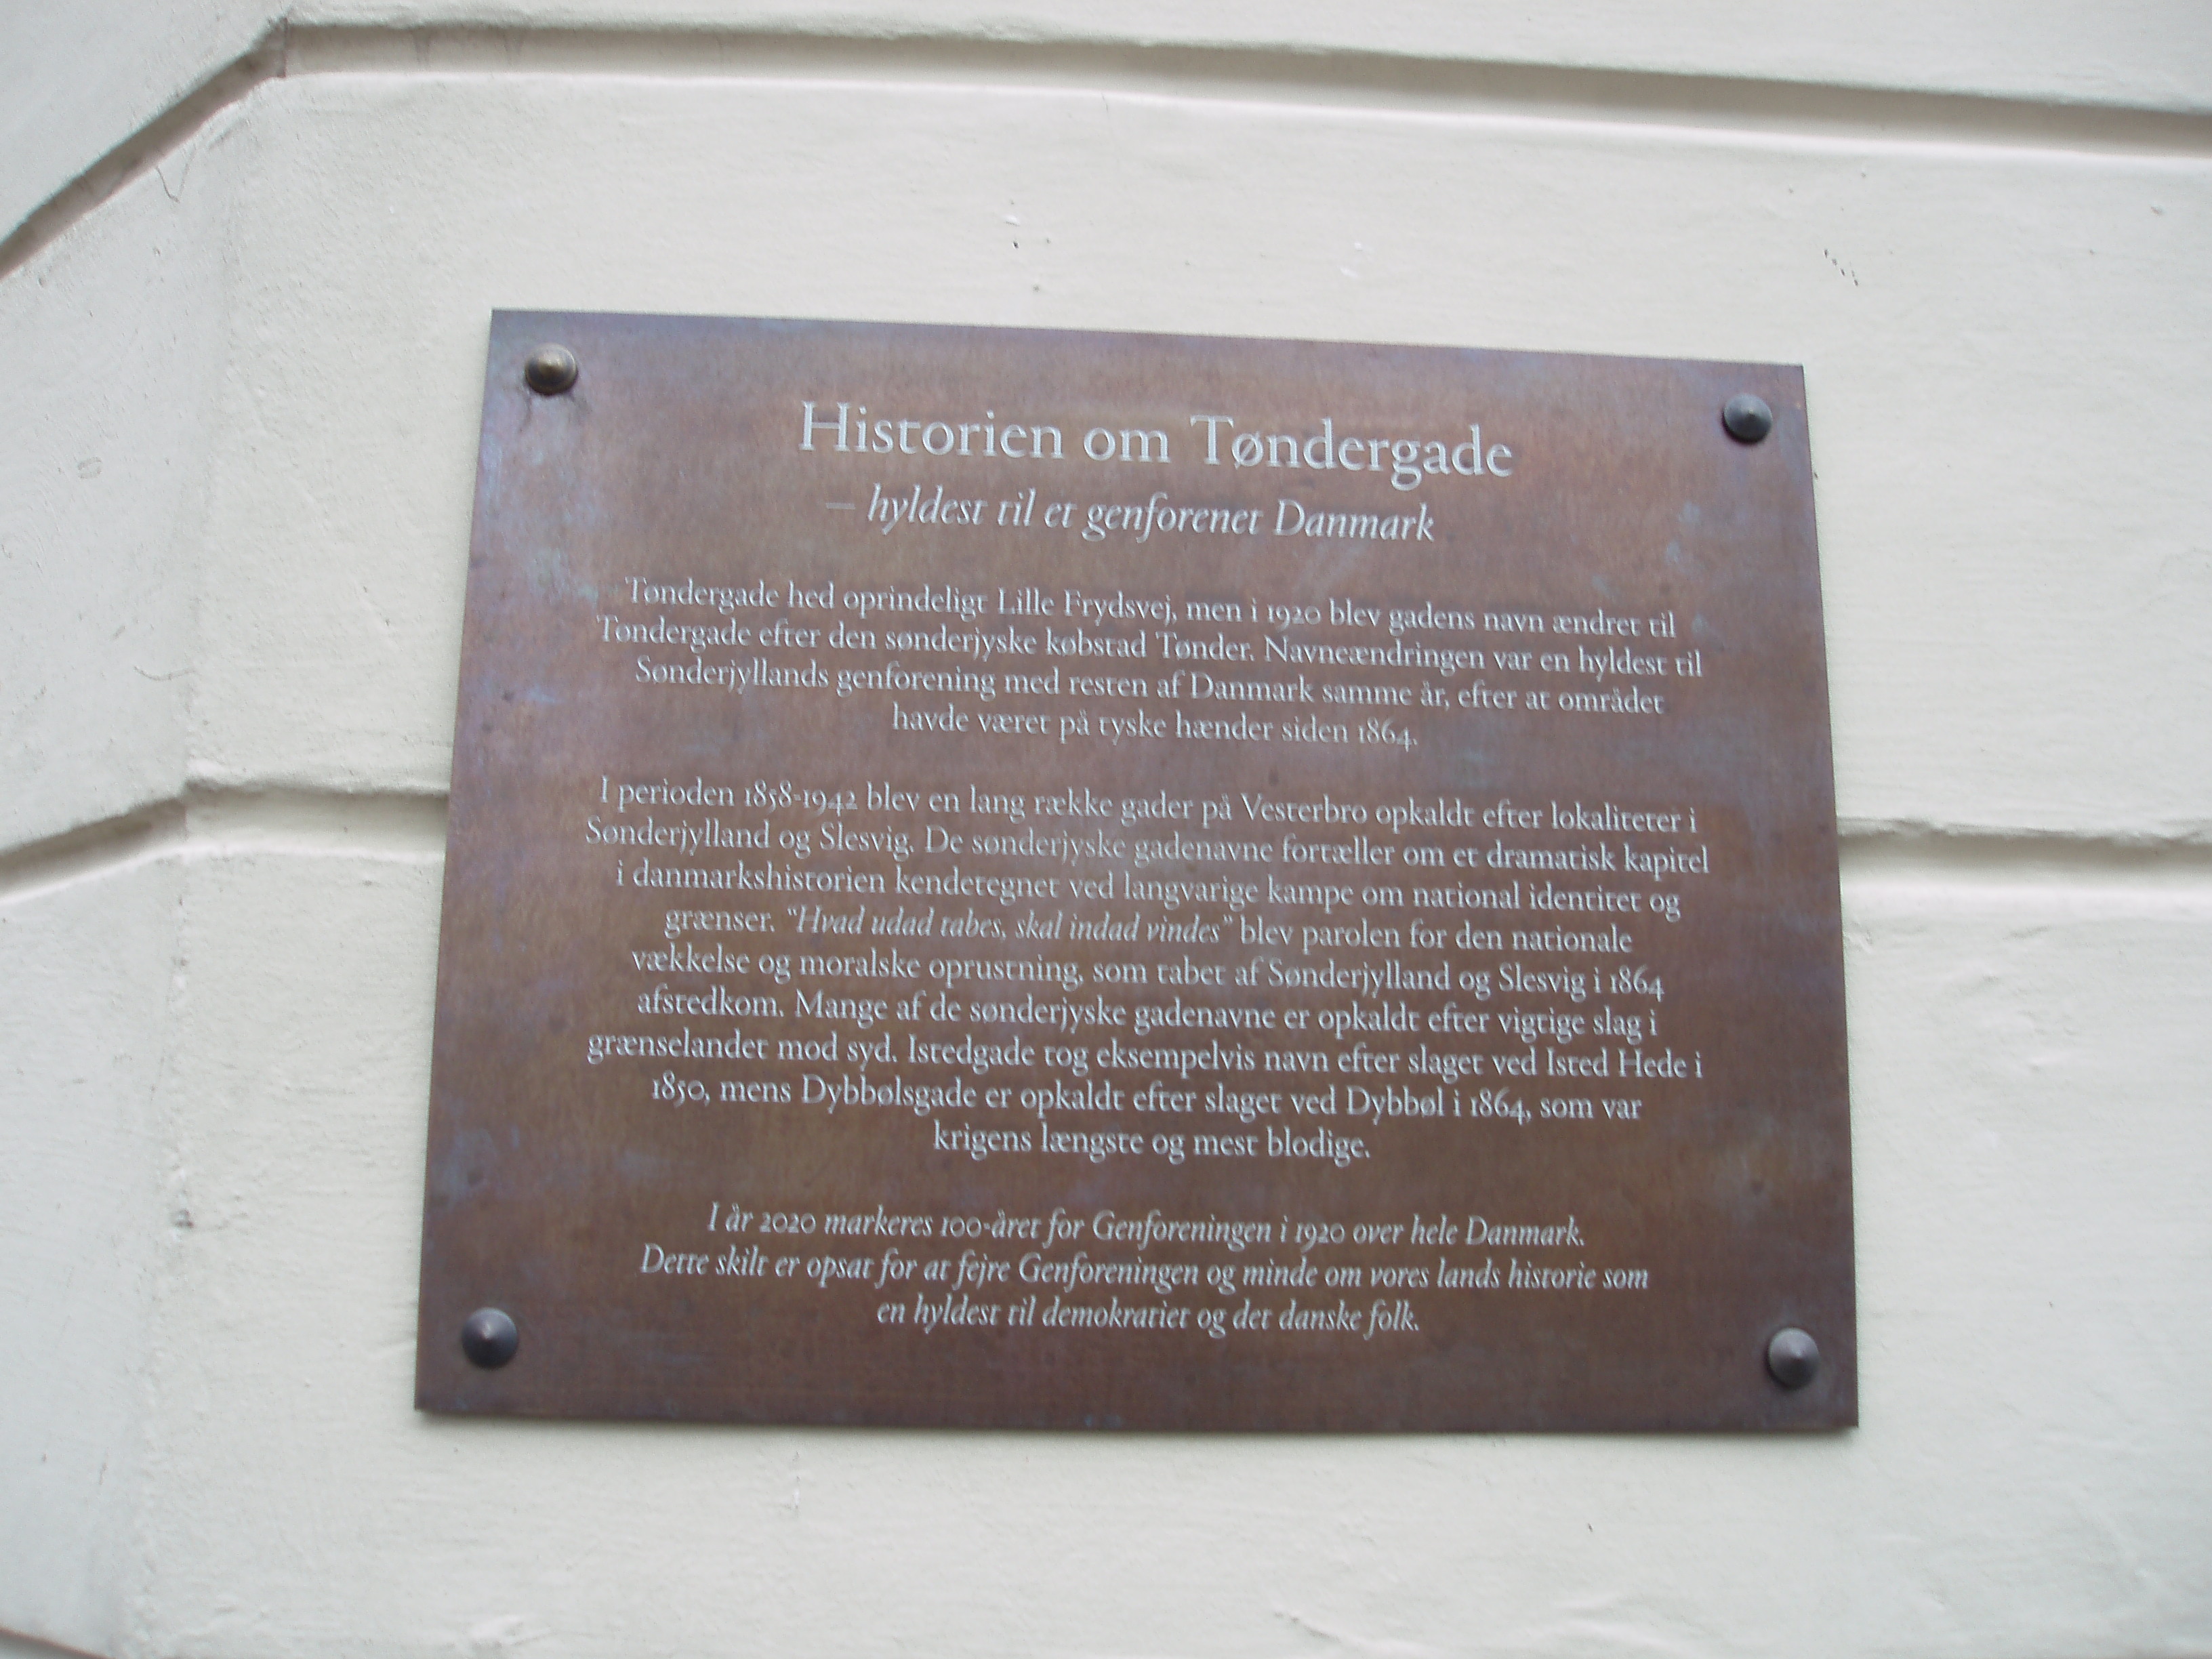 Historien om Tøndergade
– hyldest til et genforenet Danmark
Tøndergade hed oprindeligt Lille Frydsvej, men i 1920 blev gadens navn ændret til
Tøndergade efter den sønderjyske købstad Tønder. Navneændringen var en hyldest til
Sønderjyllands genforening med resten af Danmark samme år, efter at området
havde været på tyske hænder siden 1864.
I perioden 1858-1942 blev en lang række gader på Vesterbro opkaldt efter lokaliteter i
Sønderjylland og Slesvig. De sønderjyske gadenavne fortæller om et dramatisk kapitel
i danmarkshistorien kendetegnet ved langvarige kampe om national identitet og
grænser. “Hvad udad tabes, skal indad vindes” blev parolen for den nationale
vækkelse og moralske oprustning, som tabet af Sønderjylland og Slesvig i 1864
afstedkom. Mange af de sønderjyske gadenavne er opkaldt efter vigtige slag i
grænselandet mod syd. Istedgade tog eksempelvis navn efter slaget ved Isted Hede i
1850, mens Dybbølsgade er opkaldt efter slaget ved Dybbøl i 1864, som var
krigens længste og mest blodige.
I år 2020 markeres 100-året for Genforeningen i 1920 over hele Danmark.
Dette skilt er opsat for at fejre Genforeningen og minde om vores lands historie som
en hyldest til demokratiet og det danske folk.